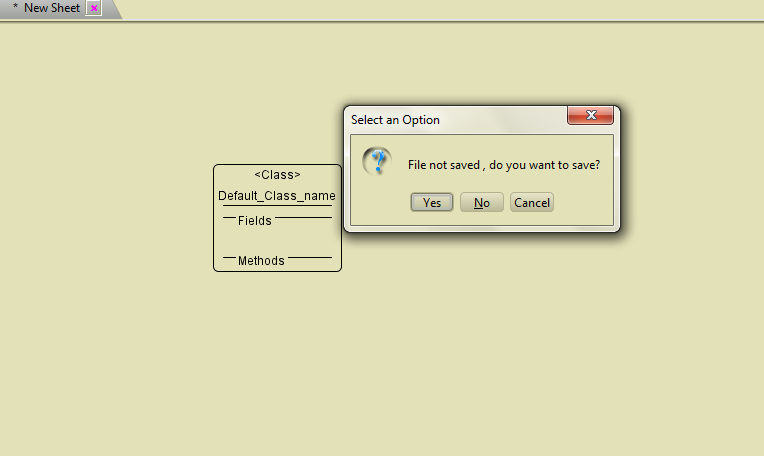 * New Sheet
Select an Option
File not saved , do you want to save?
Yes No Cancel
<Class>
Default_Class_name
Fields
Methods